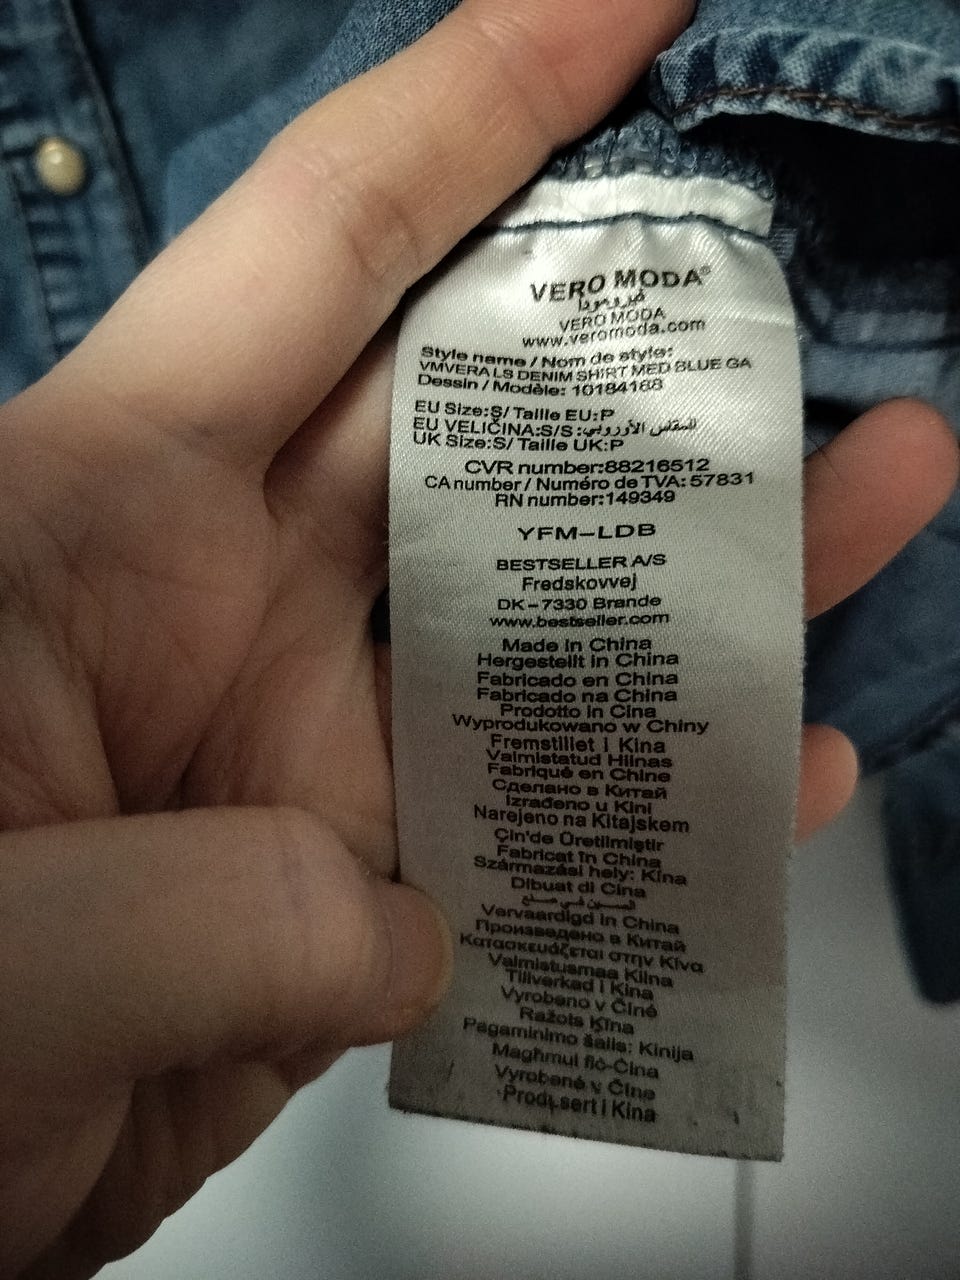 VERO MODA®
فيرومودا
VERO MODA
www.veromoda.com
Style name / Nom de style:
VMVERA LS DENIM SHIRT MED BLUE GA
Dessin / Modèle: 10184168
EU Size:S/ Taille EU:P
EU VELIČINA:S/S :المقاس الأوروبي
UK Size:S/ Taille UK:P
CVR number:88216512
CA number / Numéro de TVA: 57831
RN number:149349
YFM-LDB
BESTSELLER A/S
Fredskovvej
DK-7330 Brande
www.bestseller.com
Made in China
Hergestellt in China
Fabricado en China
Fabricado na China
Prodotto in Cina
Wyprodukowano w Chiny
Fremstillet i Kina
Valmistatud Hiinas
Fabriqué en Chine
Сделано в Китай
Izrađeno u Kini
Narejeno na Kitajskem
Çin'de Üretilmiştir
Fabricat în China
Származási hely: Kína
Dibuat di Cina
الصين في صنع
Vervaardigd in China
Произведено в Китай
Κατασκευάζεται στην Κίνα
Valmistusmaa Kiina
Tillverkad i Kina
Vyrobeno v Číně
Ražots Ķīna
Pagaminimo šalis: Kinija
Magħmul fiċ-Ċina
Vyrobené v Číne
Produsert i Kina